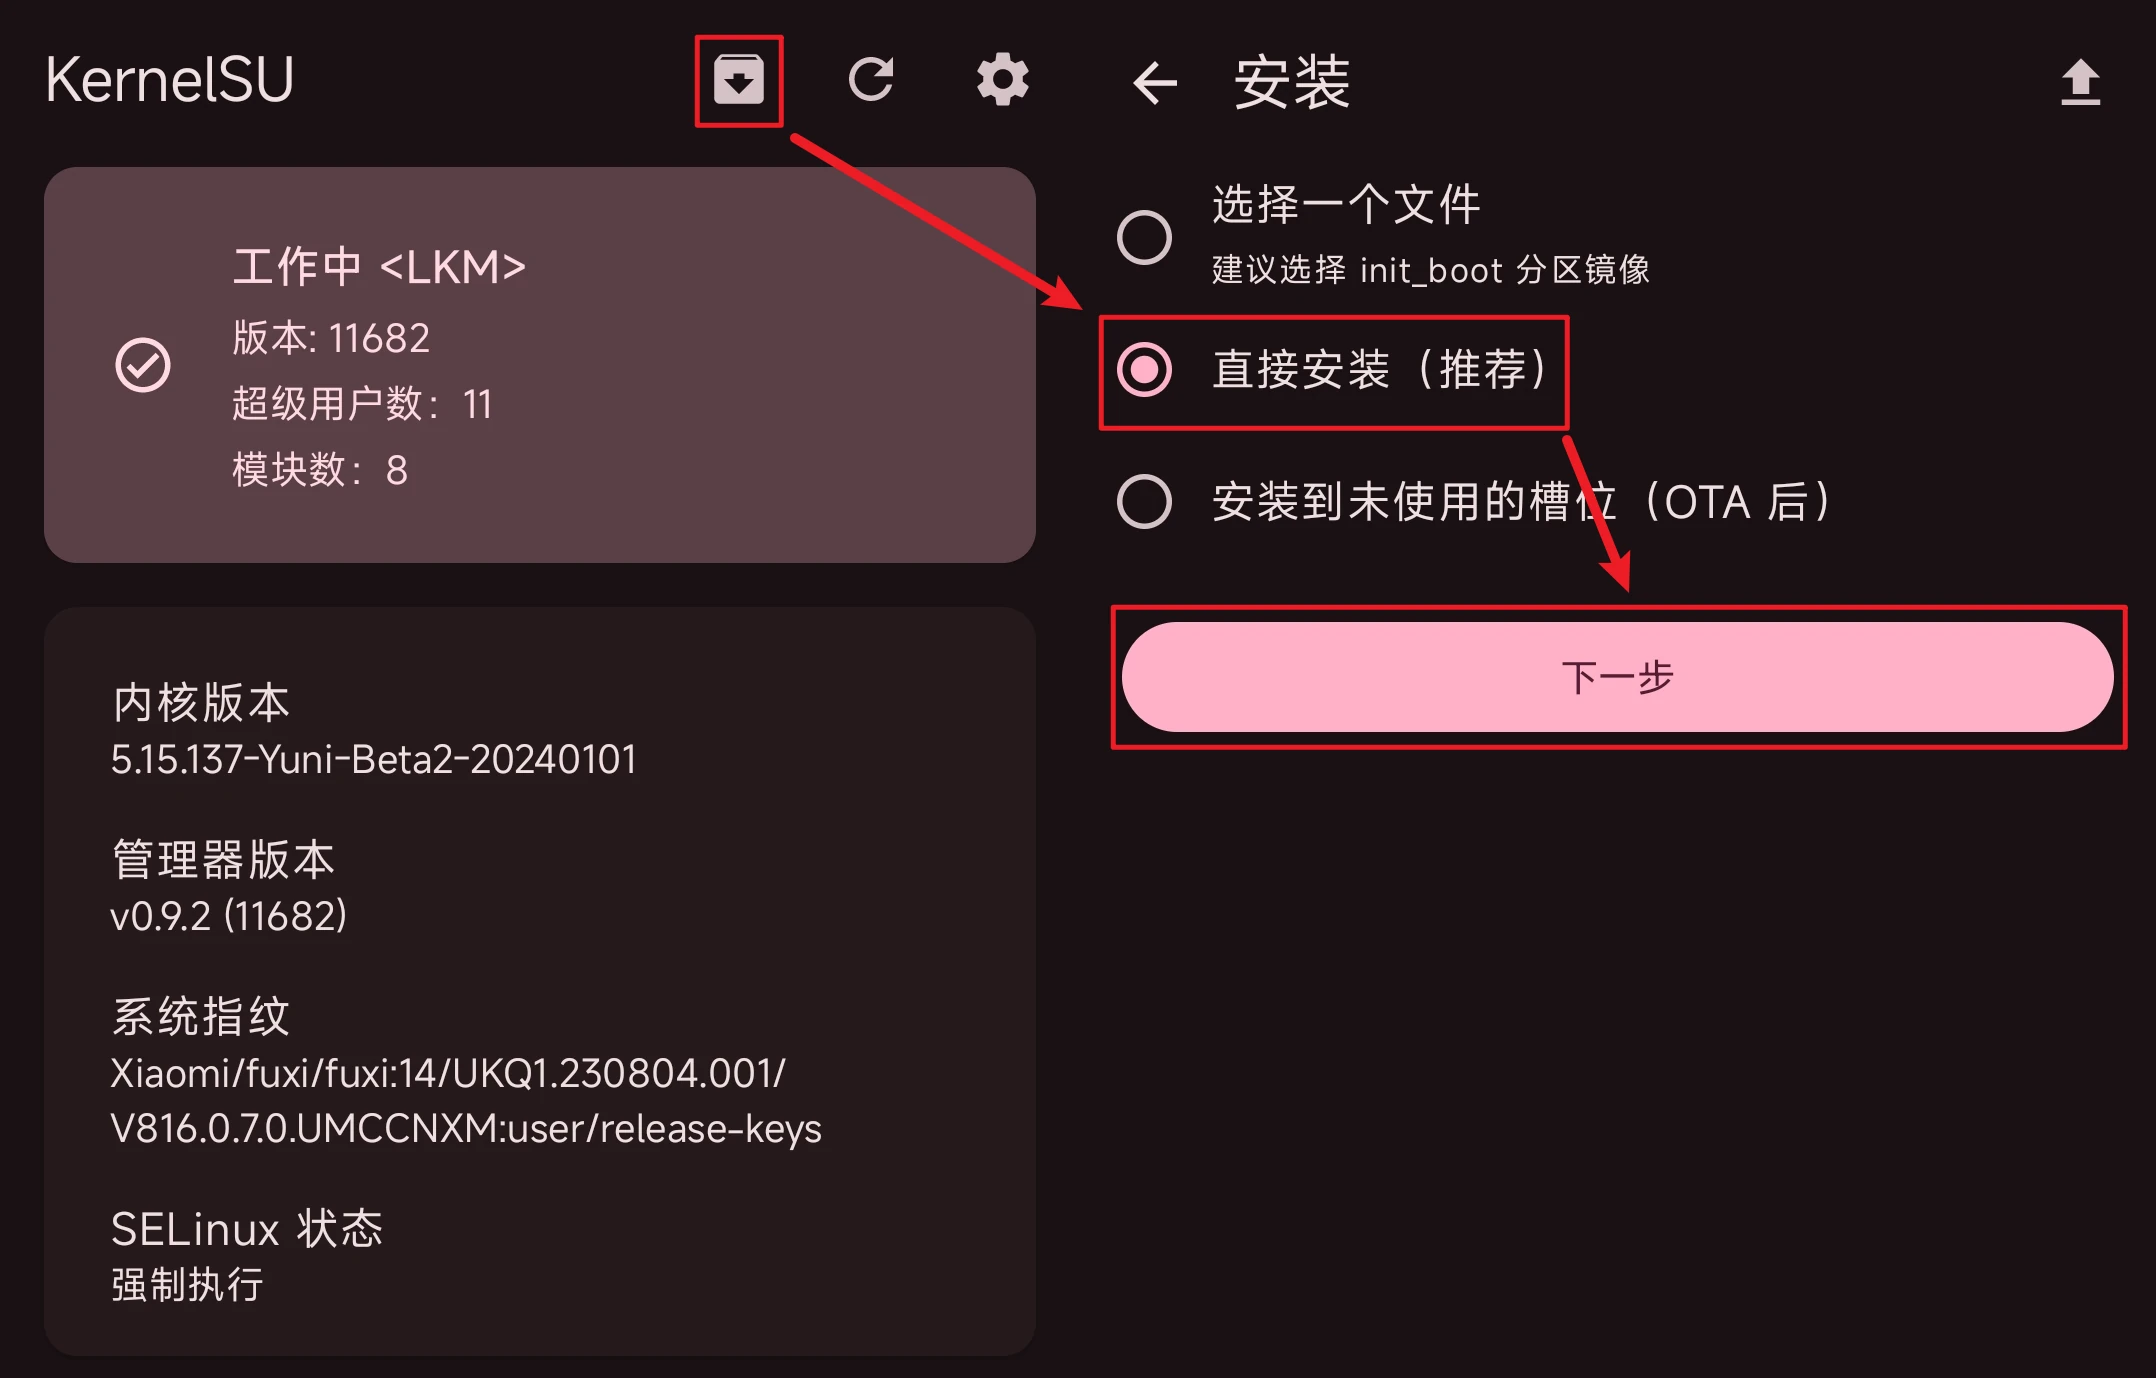 KernelSU
工作中 <LKM>
版本: 11682
超级用户数：11
模块数：8
内核版本
5.15.137-Yuni-Beta2-20240101
管理器版本
v0.9.2 (11682)
系统指纹
Xiaomi/fuxi/fuxi:14/UKQ1.230804.001/
V816.0.7.0.UMCCNXM:user/release-keys
SELinux 状态
强制执行
安装
选择一个文件
建议选择 init_boot 分区镜像
直接安装（推荐）
安装到未使用的槽位（OTA 后）
下一步